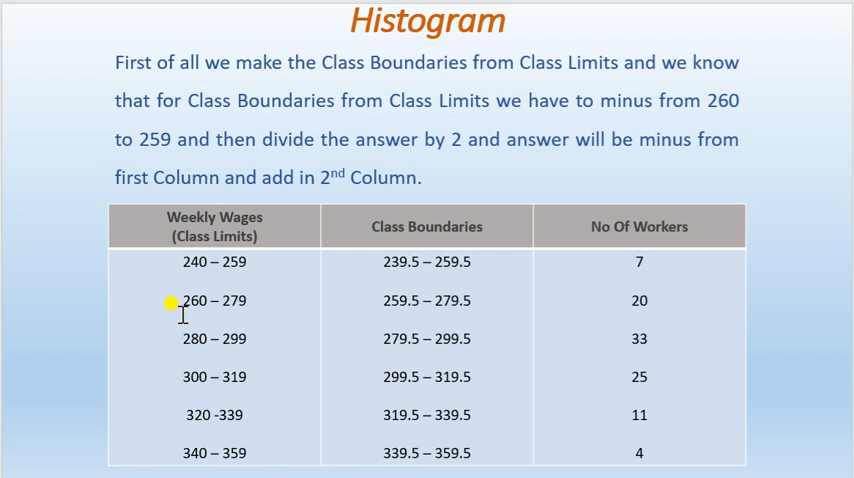 Histogram
First of all we make the Class Boundaries from Class Limits and we know
that for Class Boundaries from Class Limits we have to minus from 260
to 259 and then divide the answer by 2 and answer will be minus from
first Column and add in 2nd Column.
Weekly Wages (Class Limits) Class Boundaries No Of Workers
240 – 259 239.5 – 259.5 7
260 – 279 259.5 – 279.5 20
280 – 299 279.5 – 299.5 33
300 – 319 299.5 – 319.5 25
320 -339 319.5 – 339.5 11
340 – 359 339.5 – 359.5 4